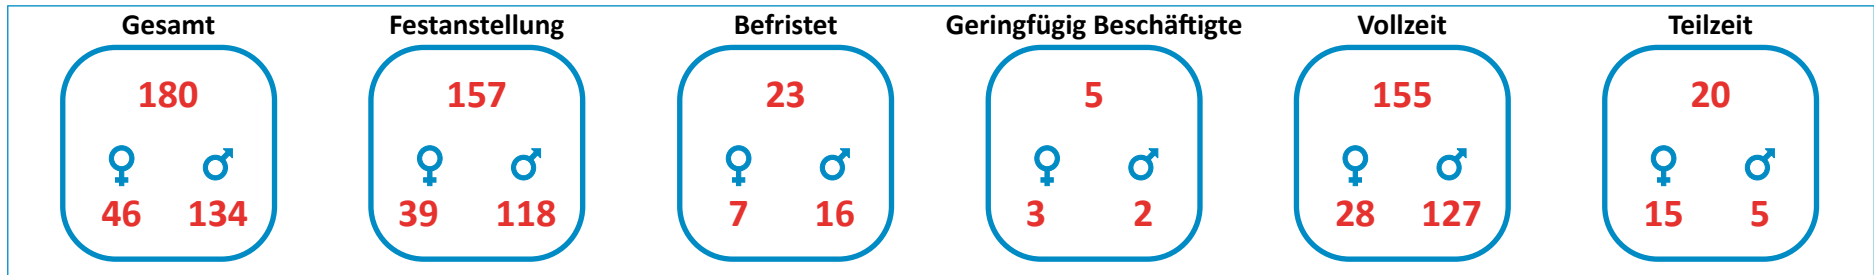 Gesamt Festanstellung Befristet Geringfügig Beschäftigte Vollzeit Teilzeit
180 157 23 5 155 20
♀ ♂ ♀ ♂ ♀ ♂ ♀ ♂ ♀ ♂ ♀ ♂
46 134 39 118 7 16 3 2 28 127 15 5